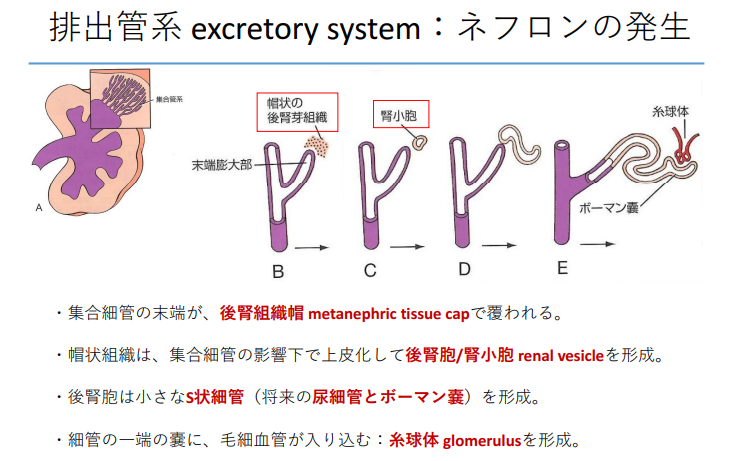 排出管系 excretory system：ネフロンの発生
集合管系
帽状の
後腎芽組織
腎小胞
糸球体
末端膨大部
ボーマン嚢
A
B
C
D
E
・集合細管の末端が、後腎組織帽 metanephric tissue capで覆われる。
・帽状組織は、集合細管の影響下で上皮化して後腎胞/腎小胞 renal vesicleを形成。
・後腎胞は小さなS状細管（将来の尿細管とボーマン嚢）を形成。
・細管の一端の嚢に、毛細血管が入り込む：糸球体 glomerulusを形成。